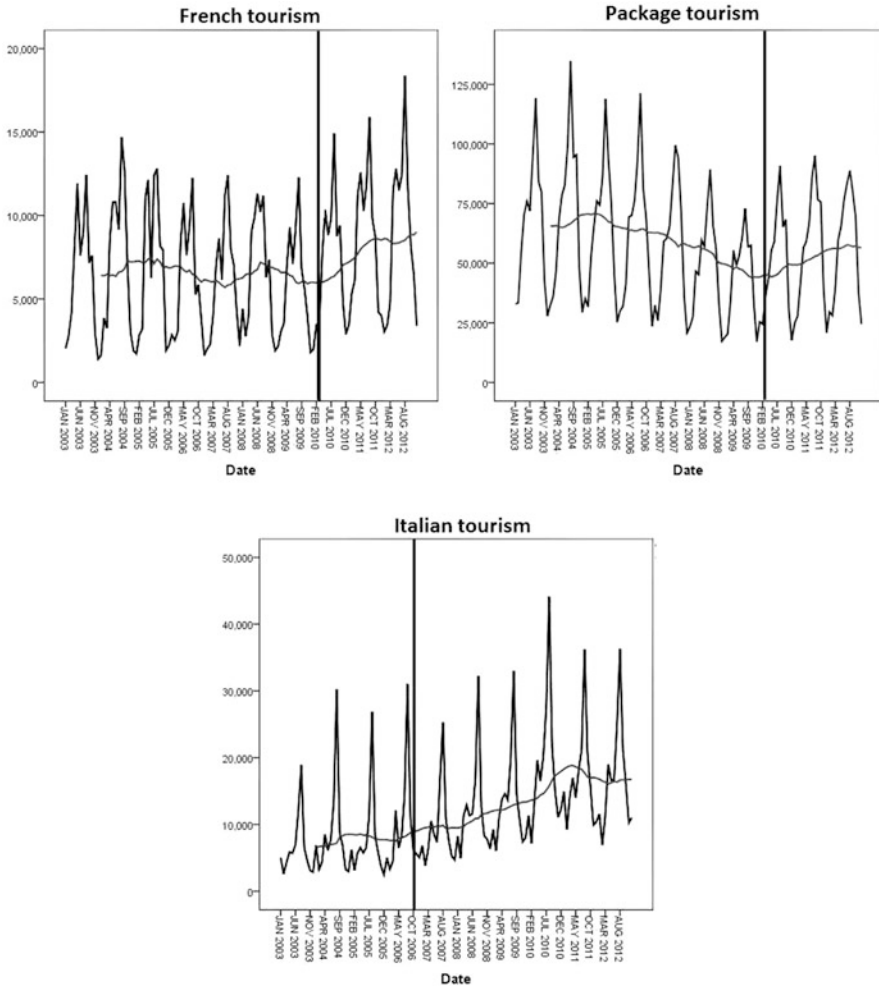 French tourism
20,000
15,000
10,000
5,000
0
JAN 2003
JUN 2003
NOV 2003
APR 2004
SEP 2004
FEB 2005
JUL 2005
DEC 2005
MAY 2006
OCT 2006
MAR 2007
AUG 2007
JAN 2008
JUN 2008
NOV 2008
APR 2009
SEP 2009
FEB 2010
JUL 2010
DEC 2010
MAY 2011
OCT 2011
MAR 2012
AUG 2012
Date
Package tourism
125,000
100,000
75,000
50,000
25,000
0
JAN 2003
JUN 2003
NOV 2003
APR 2004
SEP 2004
FEB 2005
JUL 2005
DEC 2005
MAY 2006
OCT 2006
MAR 2007
AUG 2007
JAN 2008
JUN 2008
NOV 2008
APR 2009
SEP 2009
FEB 2010
JUL 2010
DEC 2010
MAY 2011
OCT 2011
MAR 2012
AUG 2012
Date
Italian tourism
50,000
40,000
30,000
20,000
10,000
0
JAN 2003
JUN 2003
NOV 2003
APR 2004
SEP 2004
FEB 2005
JUL 2005
DEC 2005
MAY 2006
OCT 2006
MAR 2007
AUG 2007
JAN 2008
JUN 2008
NOV 2008
APR 2009
SEP 2009
FEB 2010
JUL 2010
DEC 2010
MAY 2011
OCT 2011
MAR 2012
AUG 2012
Date